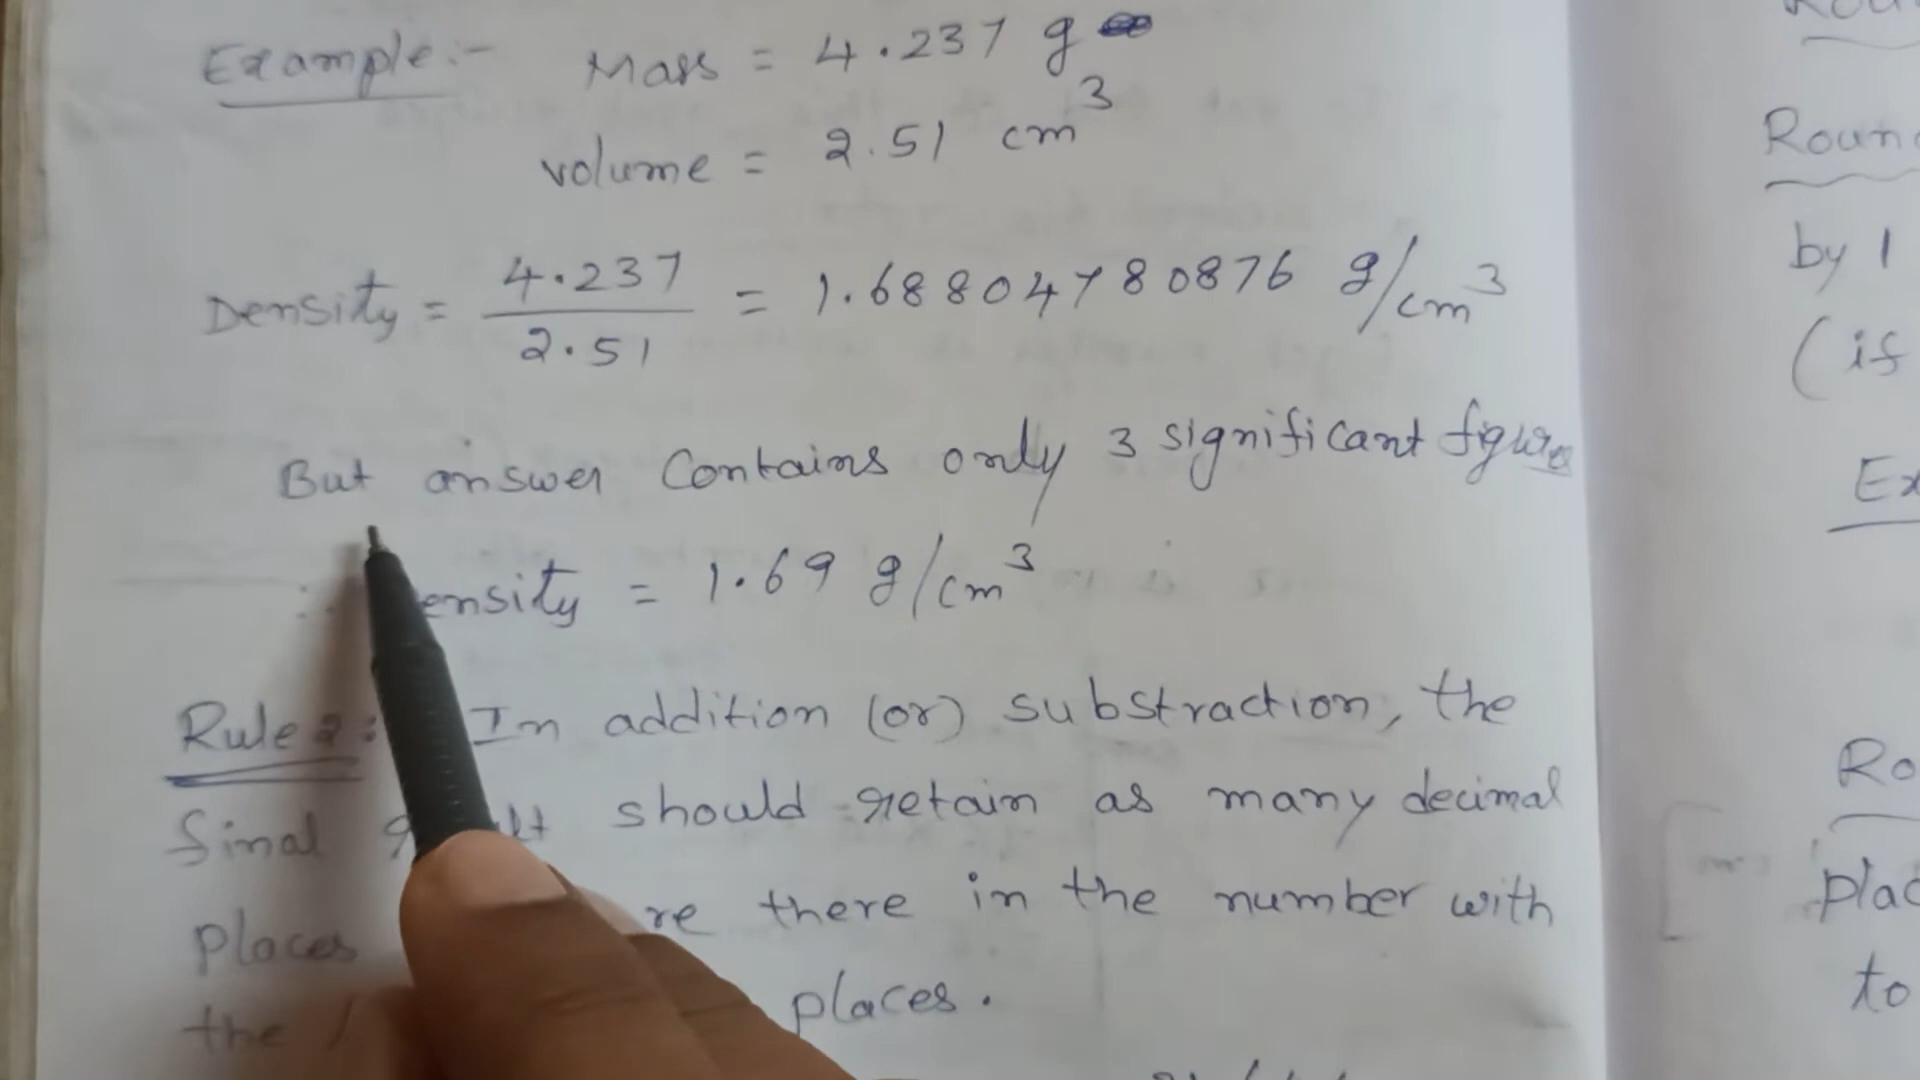 Example:- Mass = 4.237 g
volume = 2.51 cm³
Density = 4.237/2.51 = 1.68804780876 g/cm³
But answer contains only 3 significant figures
ensity = 1.69 g/cm³
Rule 2: In addition (or) substraction, the
final should retain as many decimal
places there in the number with
the places.
Roun
by 1
(if
Ex
Ro
plac
to